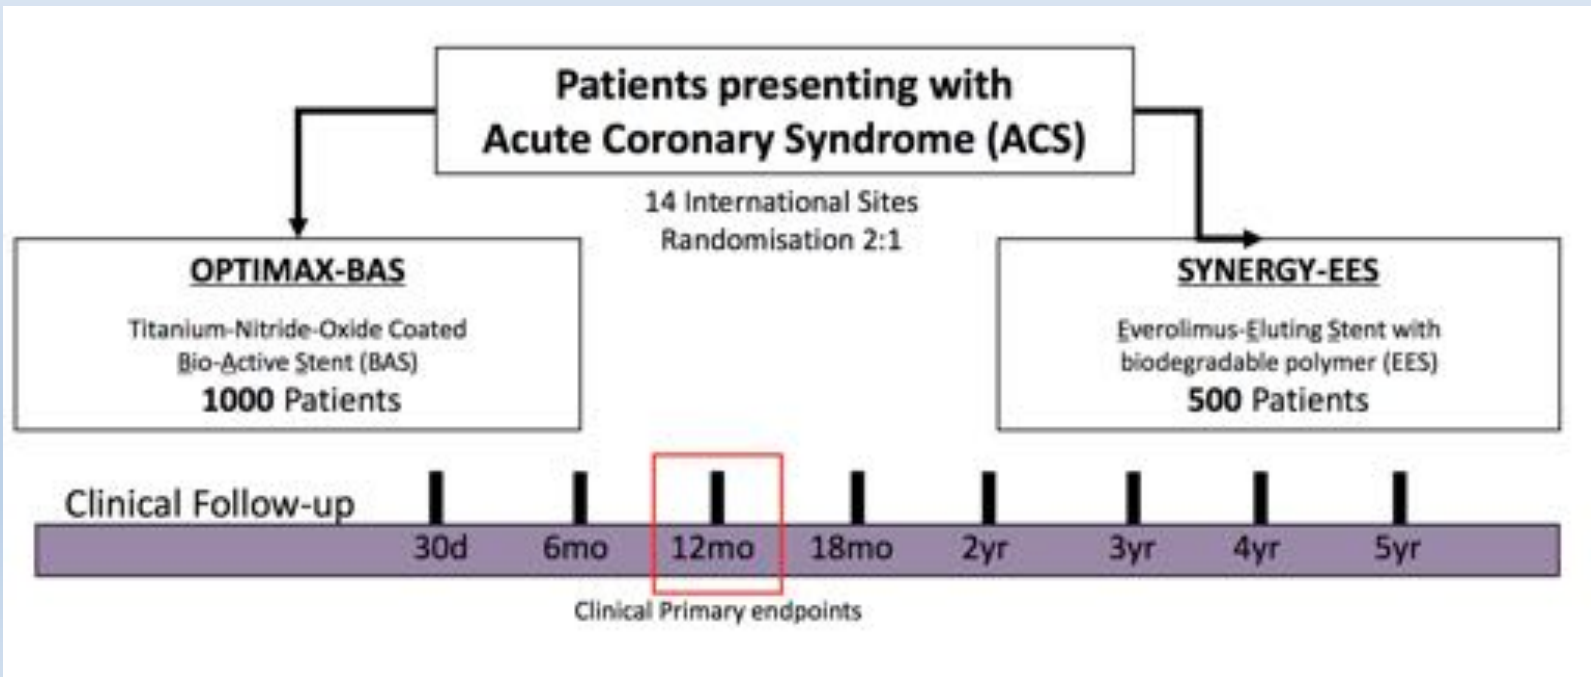 Patients presenting with
Acute Coronary Syndrome (ACS)
14 International Sites
Randomisation 2:1
OPTIMAX-BAS
Titanium-Nitride-Oxide Coated
Bio-Active Stent (BAS)
1000 Patients
SYNERGY-EES
Everolimus-Eluting Stent with
biodegradable polymer (EES)
500 Patients
Clinical Follow-up
30d 6mo 12mo 18mo 2yr 3yr 4yr 5yr
Clinical Primary endpoints